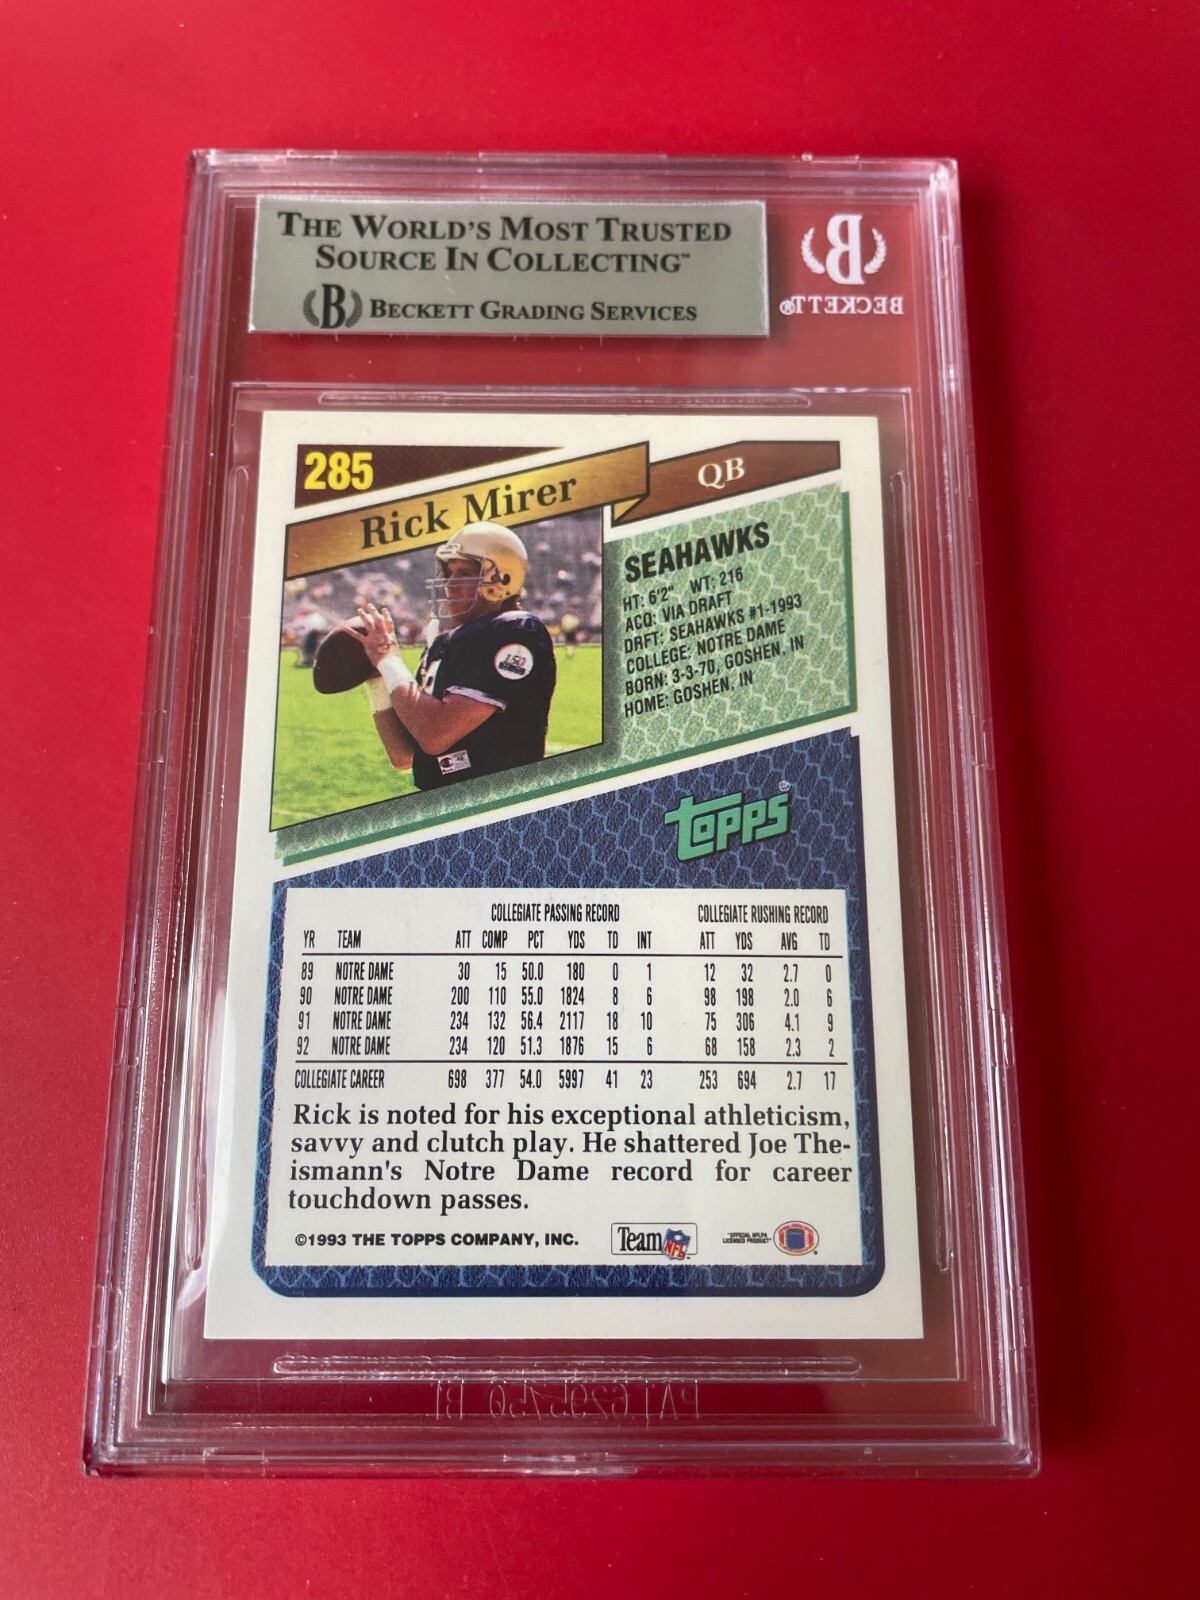 THE WORLD'S MOST TRUSTED
SOURCE IN COLLECTING™
B BECKETT GRADING SERVICES
B
BECKETT®
285
Rick Mirer
QB
SEAHAWKS
HT: 6'2" WT: 216
ACQ: VIA DRAFT
DRFT: SEAHAWKS #1-1993
COLLEGE: NOTRE DAME
BORN: 3-3-70, GOSHEN, IN
HOME: GOSHEN, IN
Topps®
COLLEGIATE PASSING RECORD COLLEGIATE RUSHING RECORD
YR TEAM ATT COMP PCT YDS TD INT ATT YDS AVG TD
89 NOTRE DAME 30 15 50.0 180 0 1 12 32 2.7 0
90 NOTRE DAME 200 110 55.0 1824 8 6 98 198 2.0 6
91 NOTRE DAME 234 132 56.4 2117 18 10 75 306 4.1 9
92 NOTRE DAME 234 120 51.3 1876 15 6 68 158 2.3 2
COLLEGIATE CAREER 698 377 54.0 5997 41 23 253 694 2.7 17
Rick is noted for his exceptional athleticism,
savvy and clutch play. He shattered Joe The-
ismann's Notre Dame record for career
touchdown passes.
©1993 THE TOPPS COMPANY, INC.
Team NFL™
"OFFICIAL NFLPA
LICENSED PRODUCT"